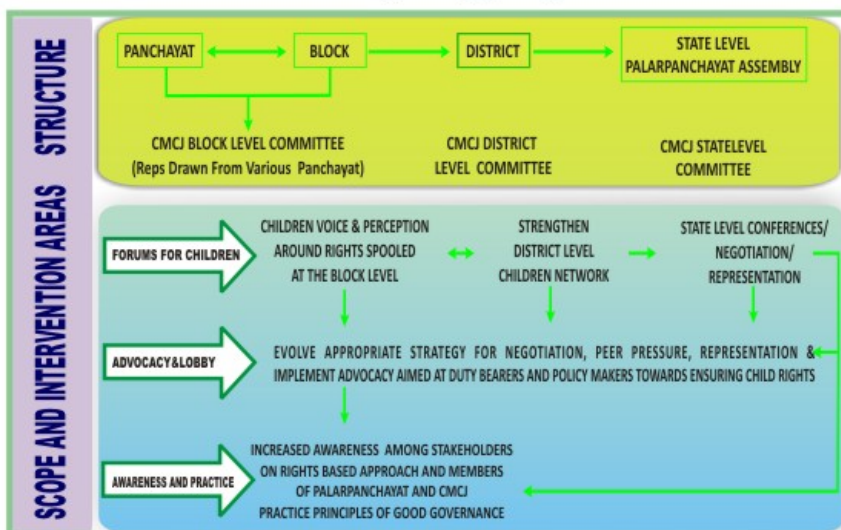 STRUCTURE
PANCHAYAT
BLOCK
DISTRICT
STATE LEVEL
PALARPANCHAYAT ASSEMBLY
CMCJ BLOCK LEVEL COMMITTEE
(Reps Drawn From Various Panchayat)
CMCJ DISTRICT
LEVEL COMMITTEE
CMCJ STATELEVEL
COMMITTEE
SCOPE AND INTERVENTION AREAS
FORUMS FOR CHILDREN
CHILDREN VOICE & PERCEPTION
AROUND RIGHTS SPOOLED
AT THE BLOCK LEVEL
STRENGTHEN
DISTRICT LEVEL
CHILDREN NETWORK
STATE LEVEL CONFERENCES/
NEGOTIATION/
REPRESENTATION
ADVOCACY&LOBBY
EVOLVE APPROPRIATE STRATEGY FOR NEGOTIATION, PEER PRESSURE, REPRESENTATION &
IMPLEMENT ADVOCACY AIMED AT DUTY BEARERS AND POLICY MAKERS TOWARDS ENSURING CHILD RIGHTS
AWARENESS AND PRACTICE
INCREASED AWARENESS AMONG STAKEHOLDERS
ON RIGHTS BASED APPROACH AND MEMBERS
OF PALARPANCHAYAT AND CMCJ
PRACTICE PRINCIPLES OF GOOD GOVERNANCE